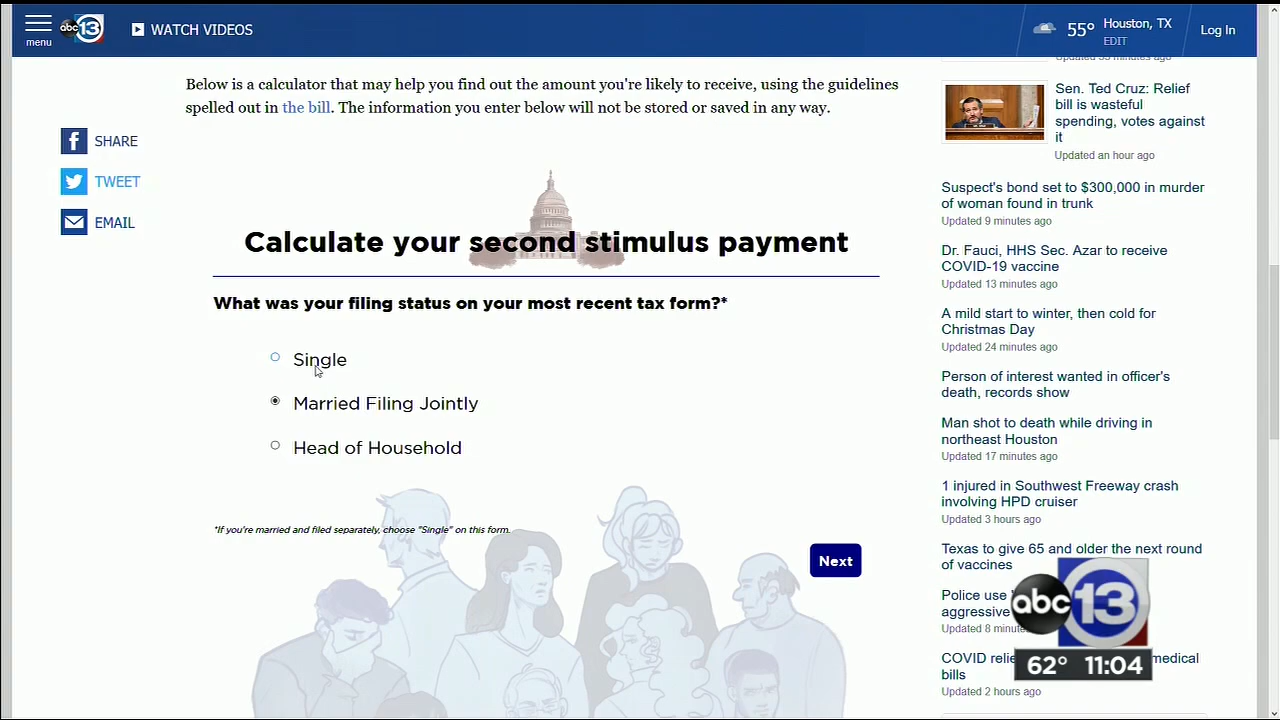 menu
abc 13
WATCH VIDEOS
55°
Houston, TX
EDIT
Log In
Below is a calculator that may help you find out the amount you're likely to receive, using the guidelines
spelled out in the bill. The information you enter below will not be stored or saved in any way.
SHARE
TWEET
EMAIL
Calculate your second stimulus payment
What was your filing status on your most recent tax form?*
Single
Married Filing Jointly
Head of Household
*If you're married and filed separately, choose "Single" on this form.
Next
Updated 53 minutes ago
Sen. Ted Cruz: Relief
bill is wasteful
spending, votes against
it
Updated an hour ago
Suspect's bond set to $300,000 in murder
of woman found in trunk
Updated 9 minutes ago
Dr. Fauci, HHS Sec. Azar to receive
COVID-19 vaccine
Updated 13 minutes ago
A mild start to winter, then cold for
Christmas Day
Updated 24 minutes ago
Person of interest wanted in officer's
death, records show
Man shot to death while driving in
northeast Houston
Updated 17 minutes ago
1 injured in Southwest Freeway crash
involving HPD cruiser
Updated 3 hours ago
Texas to give 65 and older the next round
of vaccines
Police use
aggressive
Updated 8
COVID medical
bills
Updated 2 hours ago
abc 13
62° 11:04